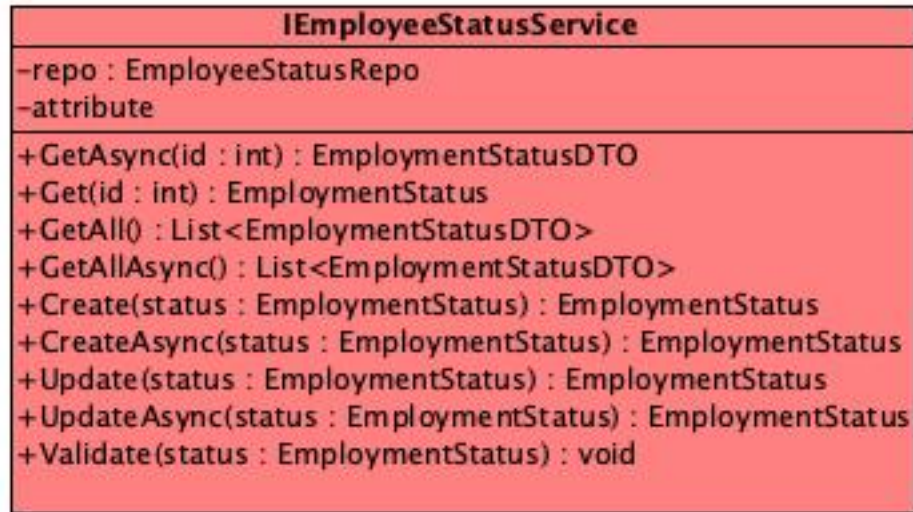 IEmployeeStatusService
-repo : EmployeeStatusRepo
-attribute
+GetAsync(id : int) : EmploymentStatusDTO
+Get(id : int) : EmploymentStatus
+GetAll() : List<EmploymentStatusDTO>
+GetAllAsync() : List<EmploymentStatusDTO>
+Create(status : EmploymentStatus) : EmploymentStatus
+CreateAsync(status : EmploymentStatus) : EmploymentStatus
+Update(status : EmploymentStatus) : EmploymentStatus
+UpdateAsync(status : EmploymentStatus) : EmploymentStatus
+Validate(status : EmploymentStatus) : void